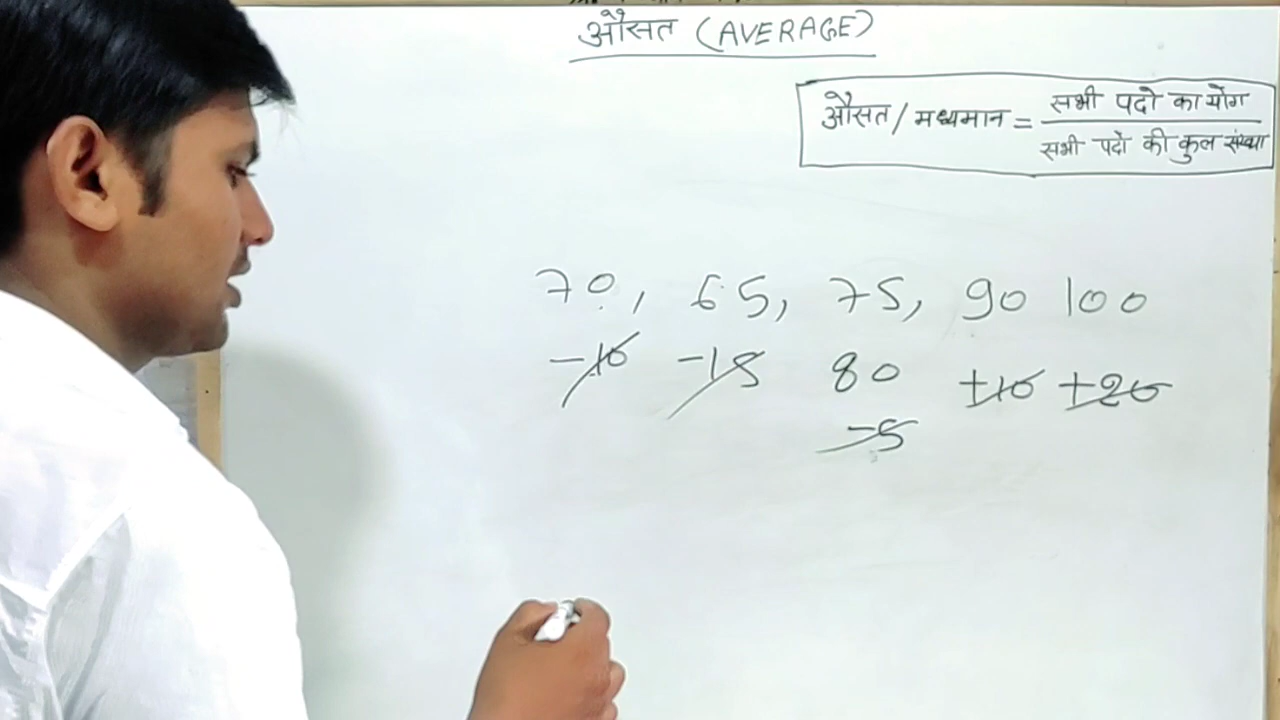 औसत (AVERAGE)
औसत / मध्यमान = सभी पदो का योग
सभी पदो की कुल संख्या
70, 65, 75, 90 100
-10 -15 80 +10 +20
-5